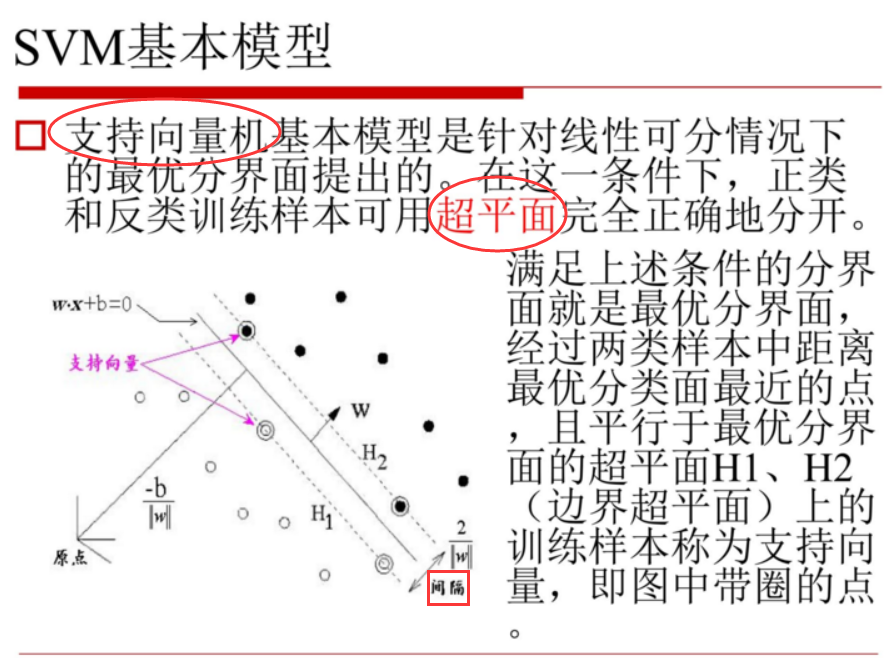 SVM基本模型
支持向量机基本模型是针对线性可分情况下
的最优分界面提出的。在这一条件下，正类
和反类训练样本可用超平面完全正确地分开。
满足上述条件的分界
面就是最优分界面，
经过两类样本中距离
最优分类面最近的点
，且平行于最优分界
面的超平面H1、H2
（边界超平面）上的
训练样本称为支持向
量，即图中带圈的点
。
w·x+b=0
支持向量
W
H2
-b
||w||
H1
2
||w||
原点
间隔